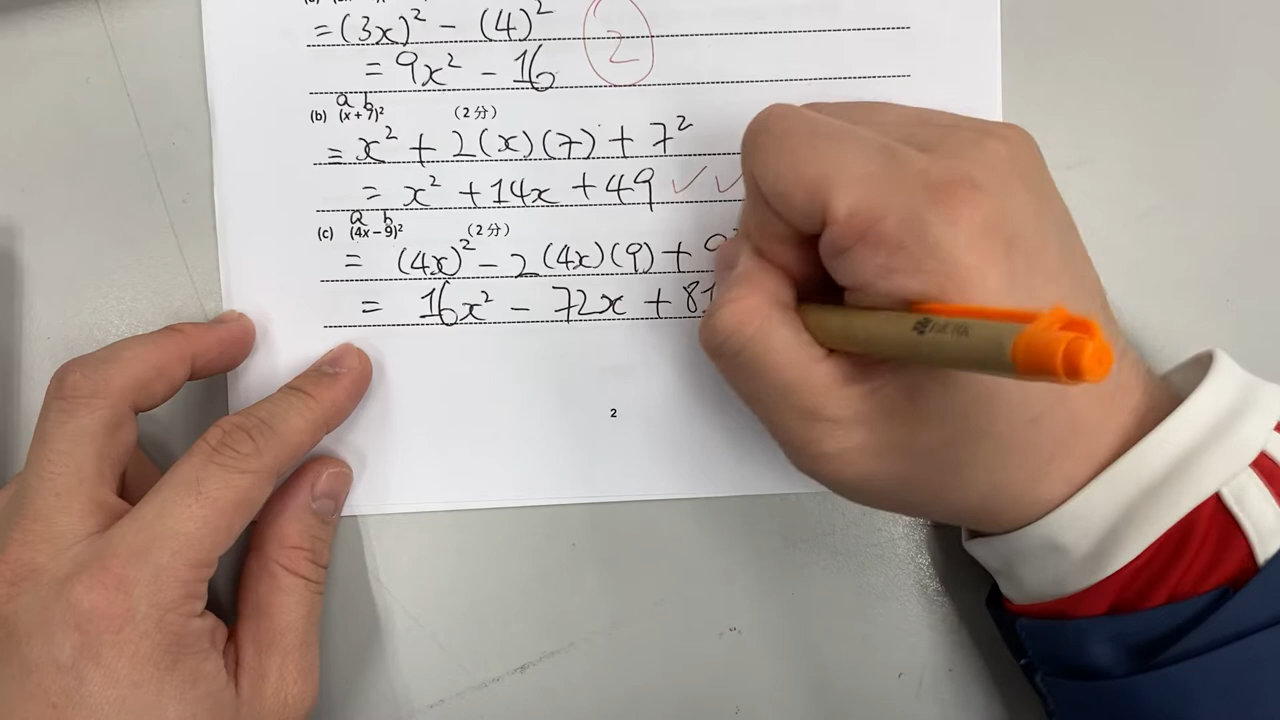 = (3x)² - (4)²
2
= 9x² - 16
a b
(b) (x + 7)² (2分)
= x² + 2(x)(7) + 7²
= x² + 14x + 49 ✓✓
a b
(c) (4x – 9)² (2分)
= (4x)² - 2(4x)(9) + 9²
= 16x² - 72x + 81
2